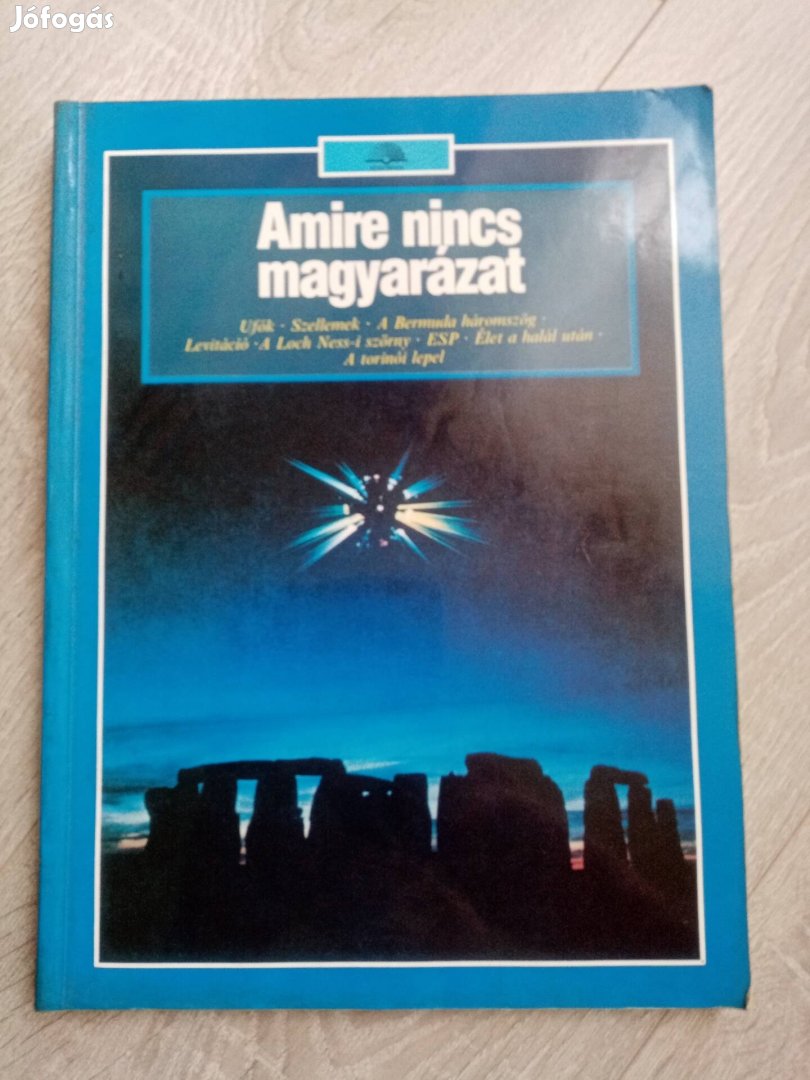 Jófogás
Amire nincs
magyarázat
Ufók · Szellemek · A Bermuda háromszög ·
Levitáció · A Loch Ness-i szörny · ESP · Élet a halál után ·
A torinói lepel